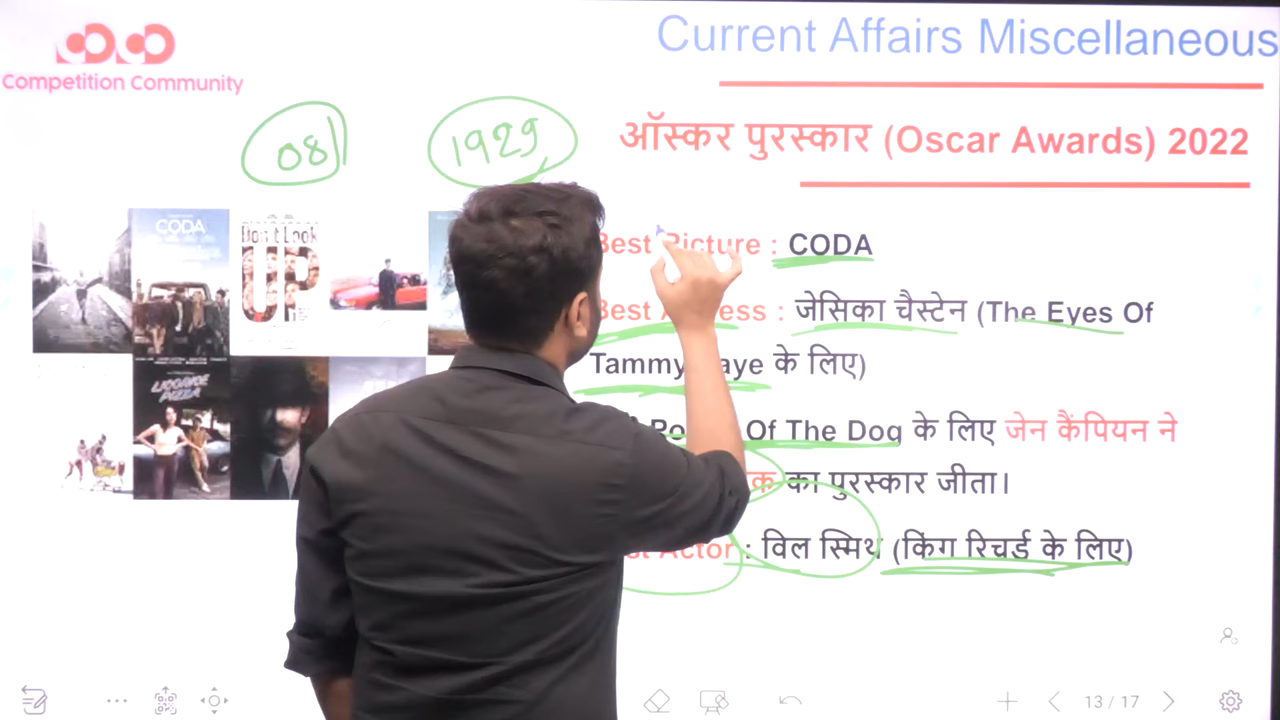 Competition Community
Current Affairs Miscellaneous
08
1929
ऑस्कर पुरस्कार (Oscar Awards) 2022
CODA
Don't Look
UP
LICORICE
PIZZA
Best Picture : CODA
Best : जेसिका चैस्टेन (The Eyes Of
Tammy के लिए)
Of The Dog के लिए जेन कैंपियन ने
का पुरस्कार जीता।
Actor : विल स्मिथ (किंग रिचर्ड के लिए)
13 / 17